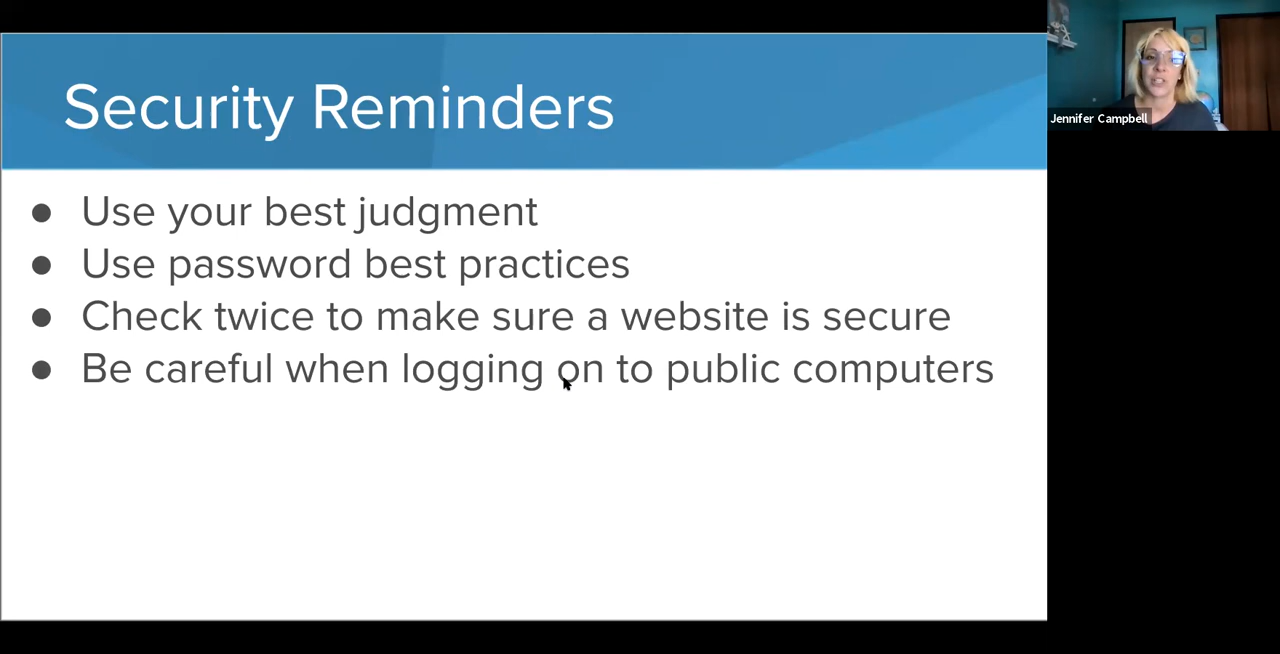 Security Reminders
● Use your best judgment
● Use password best practices
● Check twice to make sure a website is secure
● Be careful when logging on to public computers
Jennifer Campbell